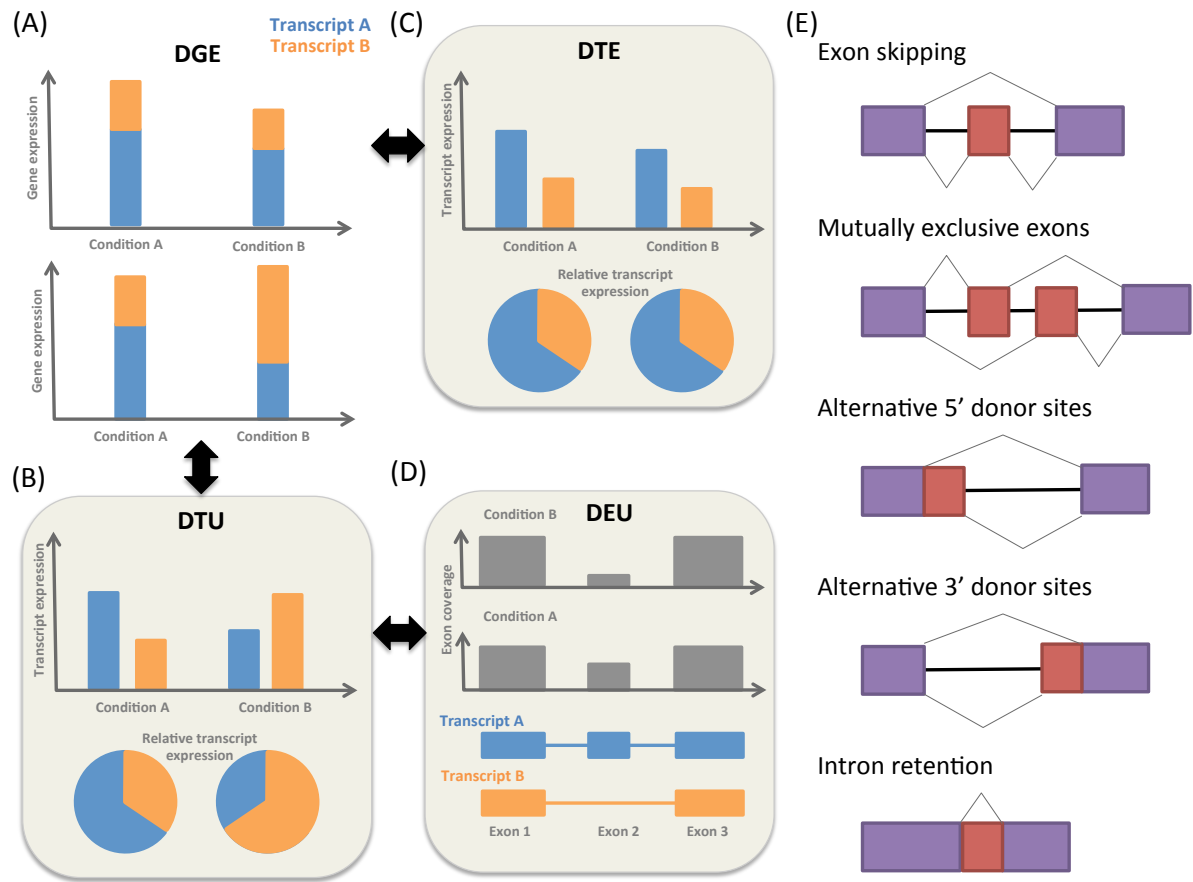 (A)
DGE
Transcript A
Transcript B
Gene expression
Condition A
Condition B
Gene expression
Condition A
Condition B
(B)
DTU
Transcript expression
Condition A
Condition B
Relative transcript
expression
(C)
DTE
Transcript expression
Condition A
Condition B
Relative transcript
expression
(D)
DEU
Condition B
Exon coverage
Condition A
Transcript A
Transcript B
Exon 1
Exon 2
Exon 3
(E)
Exon skipping
Mutually exclusive exons
Alternative 5’ donor sites
Alternative 3’ donor sites
Intron retention